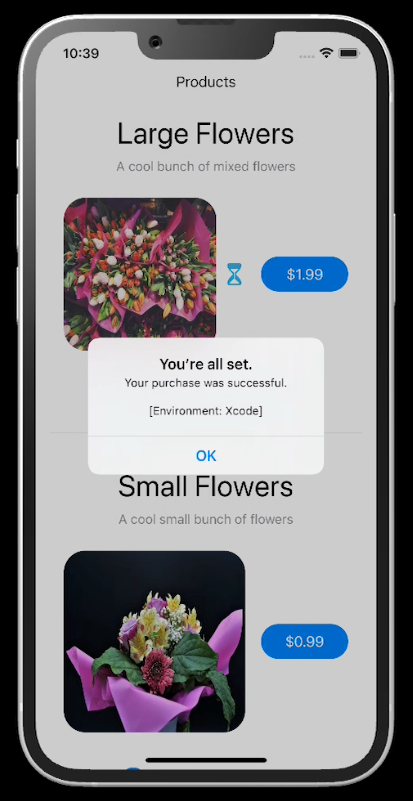 10:39
Products
Large Flowers
A cool bunch of mixed flowers
$1.99
You're all set.
Your purchase was successful.
[Environment: Xcode]
OK
Small Flowers
A cool small bunch of flowers
$0.99